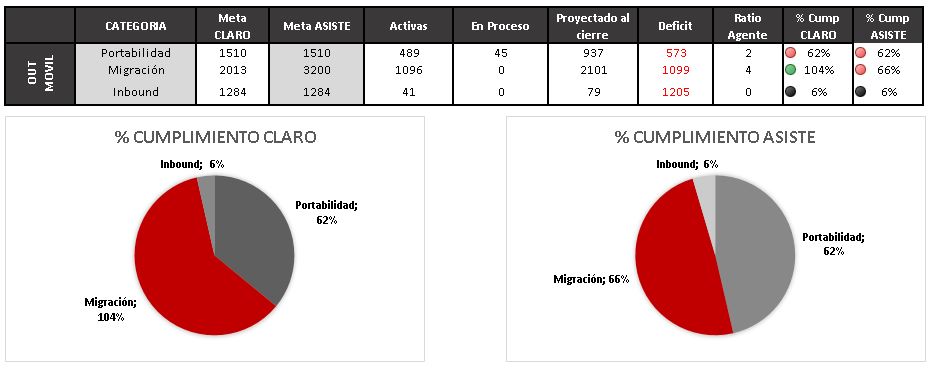 CATEGORIA Meta CLARO Meta ASISTE Activas En Proceso Proyectado al cierre Deficit Ratio Agente % Cump CLARO % Cump ASISTE
OUT MOVIL
Portabilidad 1510 1510 489 45 937 573 2 62% 62%
Migración 2013 3200 1096 0 2101 1099 4 104% 66%
Inbound 1284 1284 41 0 79 1205 0 6% 6%
% CUMPLIMIENTO CLARO
Inbound; 6%
Portabilidad;
62%
Migración;
104%
% CUMPLIMIENTO ASISTE
Inbound; 6%
Portabilidad;
62%
Migración; 66%